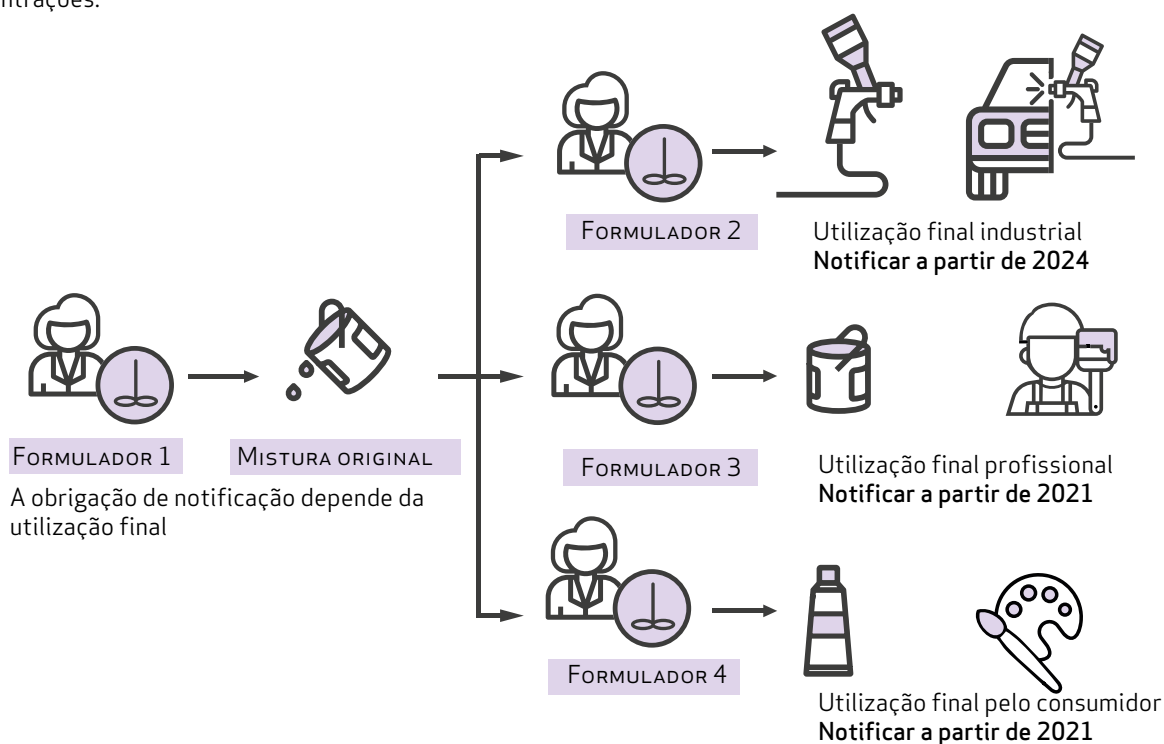 ntrações.
FORMULADOR 2
Utilização final industrial
Notificar a partir de 2024
FORMULADOR 1
MISTURA ORIGINAL
A obrigação de notificação depende da
utilização final
FORMULADOR 3
Utilização final profissional
Notificar a partir de 2021
FORMULADOR 4
Utilização final pelo consumidor
Notificar a partir de 2021